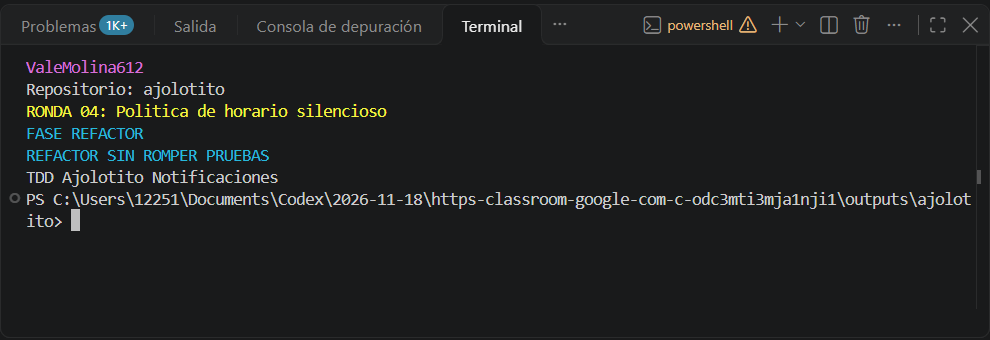 Problemas 1K+ Salida Consola de depuración Terminal ··· powershell ···
ValeMolina612
Repositorio: ajolotito
RONDA 04: Politica de horario silencioso
FASE REFACTOR
REFACTOR SIN ROMPER PRUEBAS
TDD Ajolotito Notificaciones
PS C:\Users\12251\Documents\Codex\2026-11-18\https-classroom-google-com-c-odc3mti3mja1nji1\outputs\ajolot
ito>